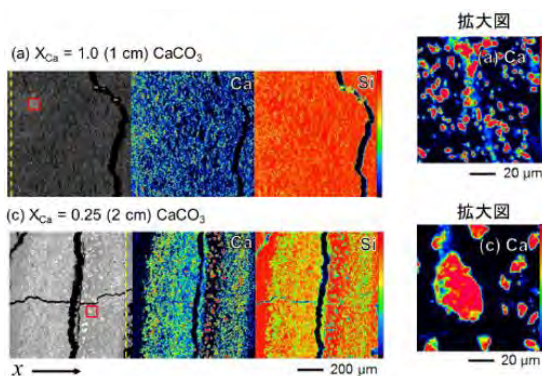 (a) X_Ca = 1.0 (1 cm) CaCO₃
Ca
Si
(c) X_Ca = 0.25 (2 cm) CaCO₃
Ca
Si
x
200 μm
拡大図
(a) Ca
20 μm
拡大図
(c) Ca
20 μm